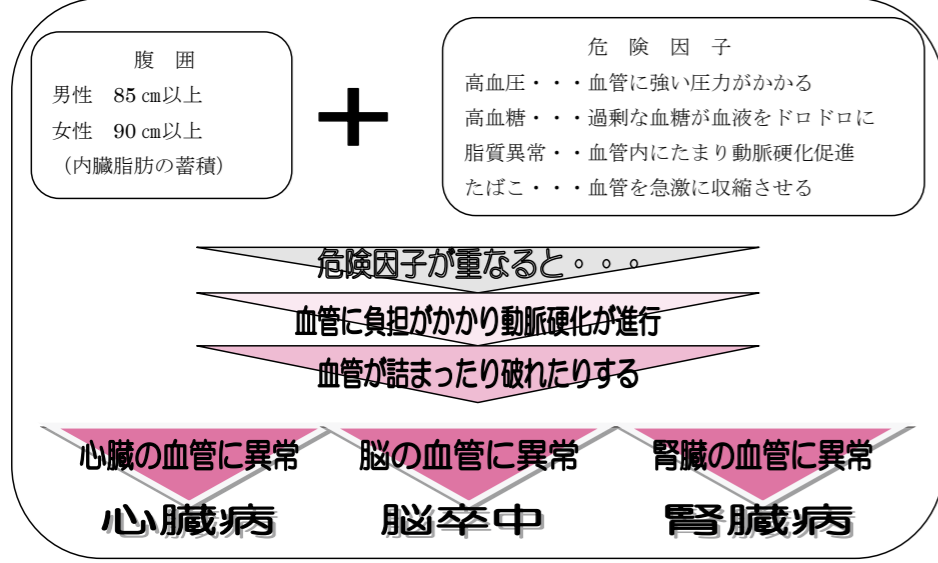 腹 囲
男性 85㎝以上
女性 90㎝以上
(内臓脂肪の蓄積)
+
危 険 因 子
高血圧・・・血管に強い圧力がかかる
高血糖・・・過剰な血糖が血液をドロドロに
脂質異常・・血管内にたまり動脈硬化促進
たばこ・・・血管を急激に収縮させる
危険因子が重なると・・・
血管に負担がかかり動脈硬化が進行
血管が詰まったり破れたりする
心臓の血管に異常
脳の血管に異常
腎臓の血管に異常
心臓病
脳卒中
腎臓病